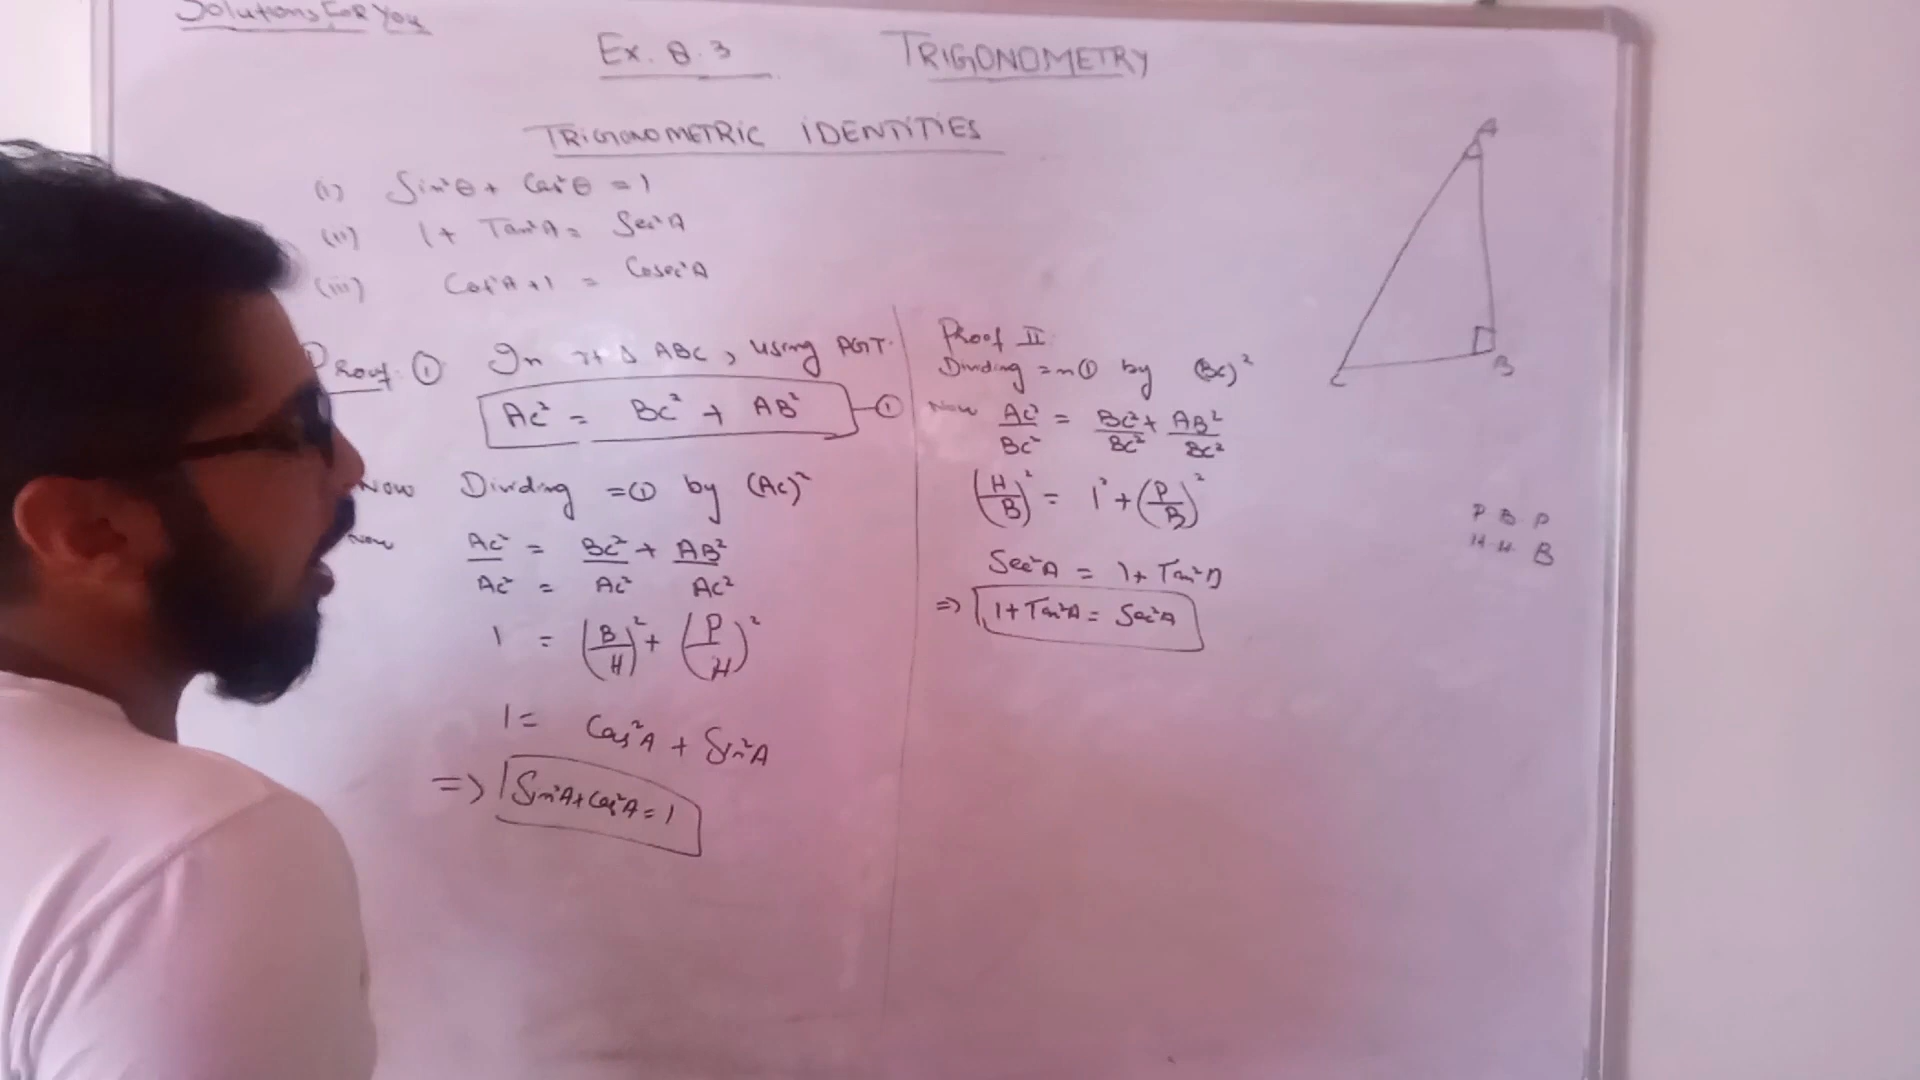 Solutions For You
Ex. 8.3 TRIGONOMETRY
TRIGONOMETRIC IDENTITIES
(i) Sin²θ + Cos²θ = 1
(ii) 1 + Tan²A = Sec²A
(iii) Cot²A + 1 = Cosec²A
Proof ① In rt Δ ABC, using PGT.
AC² = BC² + AB² — ①
Now Dividing =n① by (AC)²
Now AC²/AC² = BC²/AC² + AB²/AC²
1 = (B/H)² + (P/H)²
1 = Cos²A + Sin²A
=> Sin²A + Cos²A = 1
Proof II
Dividing =n① by (BC)²
Now AC²/BC² = BC²/BC² + AB²/BC²
(H/B)² = 1² + (P/B)²
Sec²A = 1 + Tan²A
=> 1 + Tan²A = Sec²A
A
C B
P B P
H H B